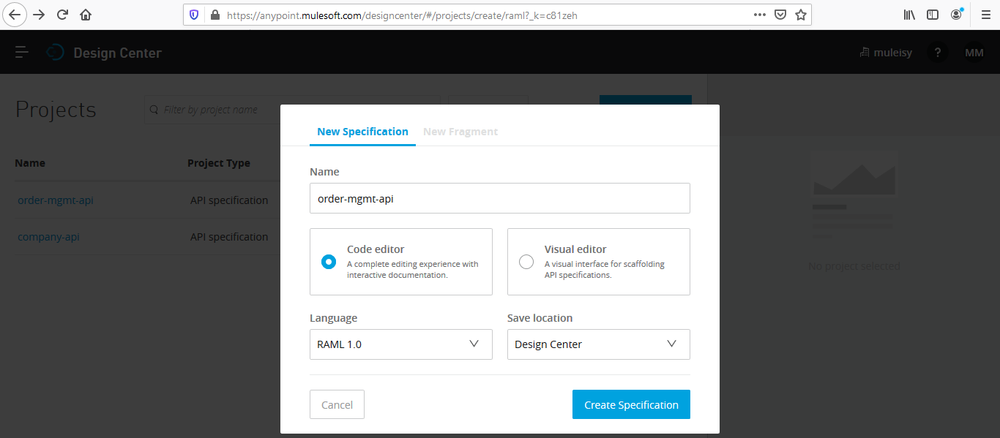 https://anypoint.mulesoft.com/designcenter/#/projects/create/raml?_k=c81zeh
Design Center
muleisy
?
MM
Projects
Filter by project name
New Specification
New Fragment
Name
Project Type
order-mgmt-api
API specification
company-api
API specification
Name
order-mgmt-api
Code editor
A complete editing experience with
interactive documentation.
Visual editor
A visual interface for scaffolding
API specifications.
Language
Save location
RAML 1.0
Design Center
Cancel
Create Specification
No project selected